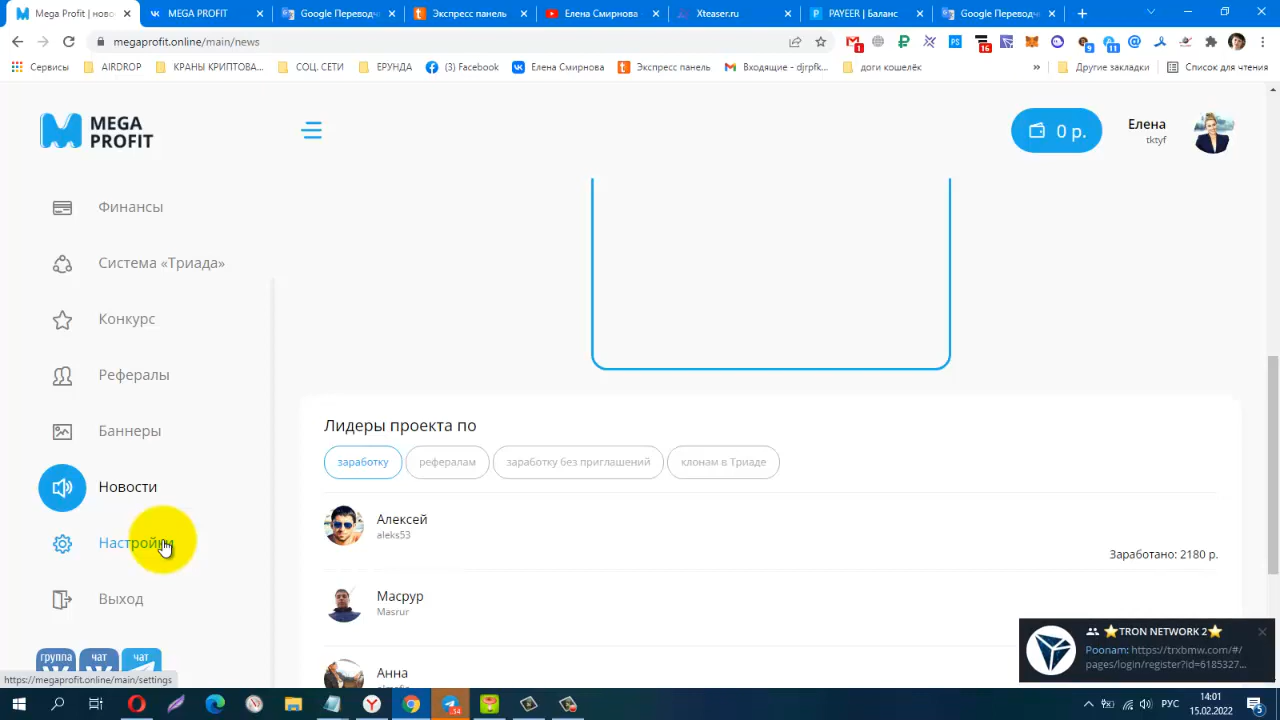 Mega Profit | ново
MEGA PROFIT
Google Переводч
Экспресс панель
Елена Смирнова
Xteaser.ru
PAYEER | Баланс
Google Переводч
megaprofit.online/main/news
Сервисы
AIRDROP
КРАНЫ КРИПТОВА...
СОЦ. СЕТИ
ЕРУНДА
(3) Facebook
Елена Смирнова
Экспресс панель
Входящие - djrpfk...
доги кошелёк
»
Другие закладки
Список для чтения
MEGA
PROFIT
0 р.
Елена
tktyf
Финансы
Система «Триада»
Конкурс
Рефералы
Баннеры
Новости
Настройки
Выход
группа
чат
чат
Лидеры проекта по
заработку
рефералам
заработку без приглашений
клонам в Триаде
Алексей
aleks53
Заработано: 2180 р.
Масрур
Masrur
Анна
⭐TRON NETWORK 2⭐
Poonam: https://trxbmw.com/#/
pages/login/register?id=6185327...
https://megaprofit.online/main/settings
РУС
14:01
15.02.2022